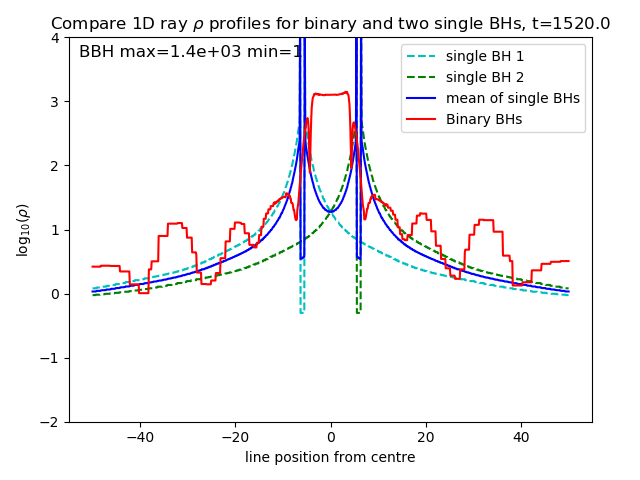 Compare 1D ray ρ profiles for binary and two single BHs, t=1520.0
BBH max=1.4e+03 min=1
single BH 1
single BH 2
mean of single BHs
Binary BHs
log₁₀(ρ)
4
3
2
1
0
−1
−2
−40
−20
0
20
40
line position from centre